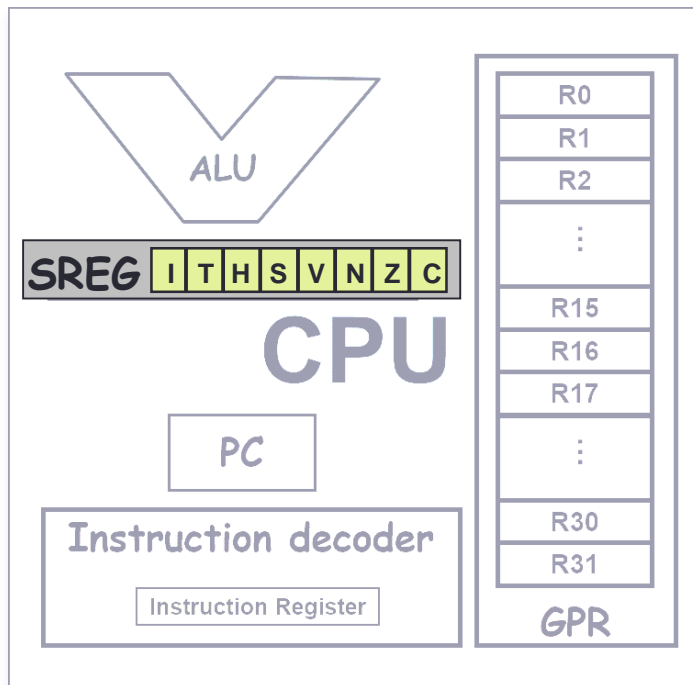 ALU
SREG I T H S V N Z C
CPU
PC
Instruction decoder
Instruction Register
R0
R1
R2
⋮
R15
R16
R17
⋮
R30
R31
GPR